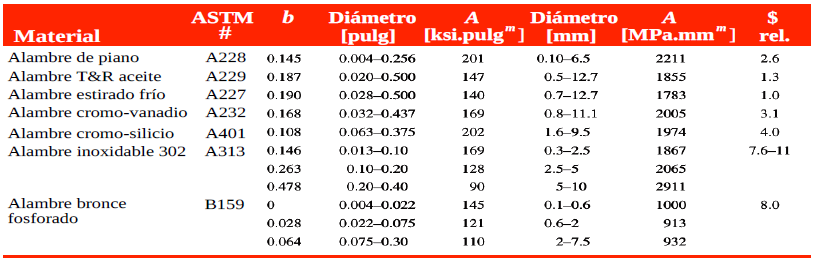 Material ASTM # b Diámetro [pulg] A [ksi.pulg^m] Diámetro [mm] A [MPa.mm^m] $ rel.
Alambre de piano A228 0.145 0.004–0.256 201 0.10–6.5 2211 2.6
Alambre T&R aceite A229 0.187 0.020–0.500 147 0.5–12.7 1855 1.3
Alambre estirado frío A227 0.190 0.028–0.500 140 0.7–12.7 1783 1.0
Alambre cromo-vanadio A232 0.168 0.032–0.437 169 0.8–11.1 2005 3.1
Alambre cromo-silicio A401 0.108 0.063–0.375 202 1.6–9.5 1974 4.0
Alambre inoxidable 302 A313 0.146 0.013–0.10 169 0.3–2.5 1867 7.6–11
0.263 0.10–0.20 128 2.5–5 2065
0.478 0.20–0.40 90 5–10 2911
Alambre bronce fosforado B159 0 0.004–0.022 145 0.1–0.6 1000 8.0
0.028 0.022–0.075 121 0.6–2 913
0.064 0.075–0.30 110 2–7.5 932